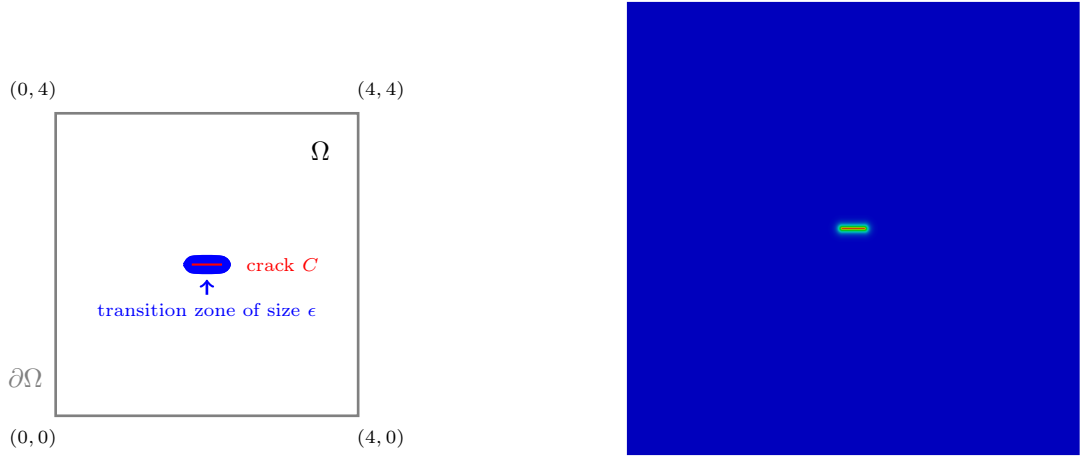 (0, 4)
(4, 4)
Ω
crack C
transition zone of size ϵ
∂Ω
(0, 0)
(4, 0)